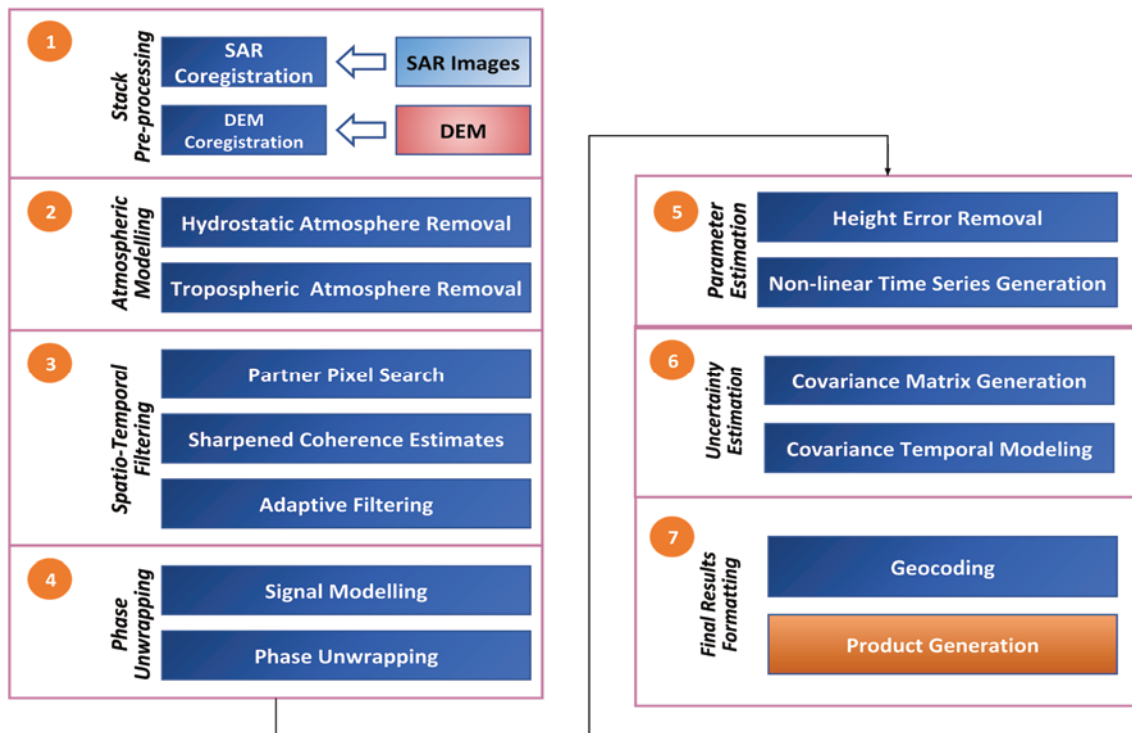 1
Stack
Pre-processing
SAR
Coregistration
SAR Images
DEM
Coregistration
DEM
2
Atmospheric
Modelling
Hydrostatic Atmosphere Removal
Tropospheric Atmosphere Removal
3
Spatio-Temporal
Filtering
Partner Pixel Search
Sharpened Coherence Estimates
Adaptive Filtering
4
Phase
Unwrapping
Signal Modelling
Phase Unwrapping
5
Parameter
Estimation
Height Error Removal
Non-linear Time Series Generation
6
Uncertainty
Estimation
Covariance Matrix Generation
Covariance Temporal Modeling
7
Final Results
Formatting
Geocoding
Product Generation